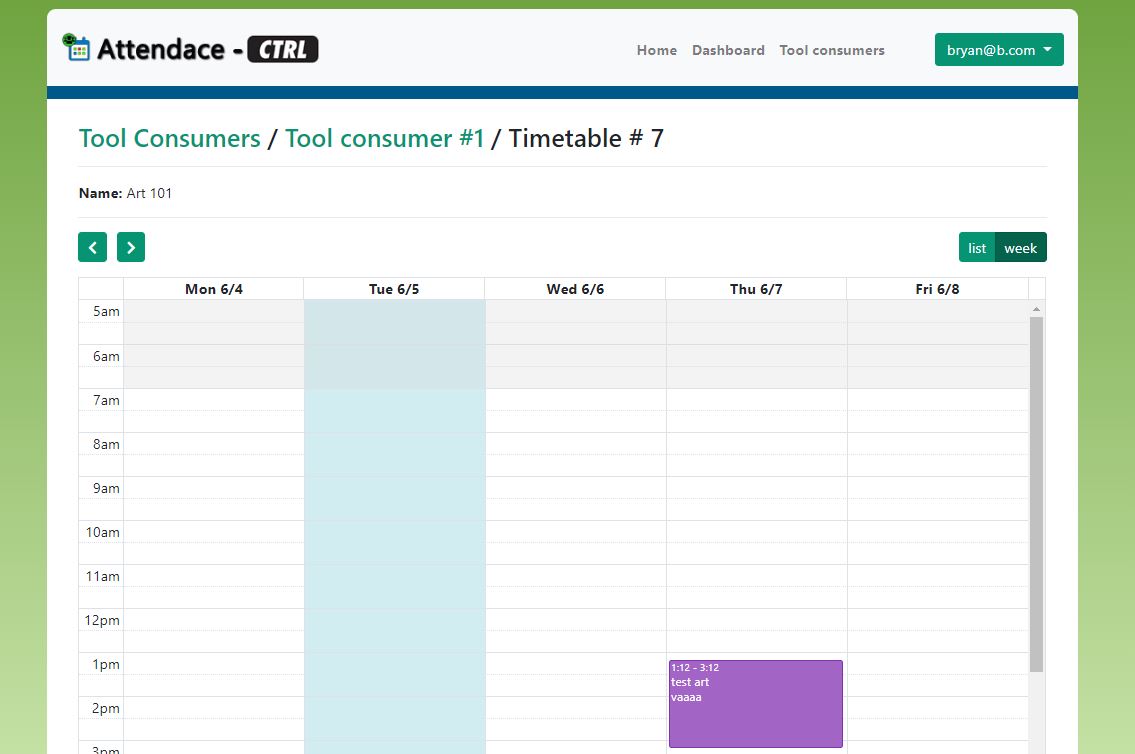 Attendace - CTRL
Home Dashboard Tool consumers bryan@b.com
Tool Consumers / Tool consumer #1 / Timetable # 7
Name: Art 101
list week
Mon 6/4 Tue 6/5 Wed 6/6 Thu 6/7 Fri 6/8
5am
6am
7am
8am
9am
10am
11am
12pm
1pm
1:12 - 3:12
test art
vaaaa
2pm
3pm